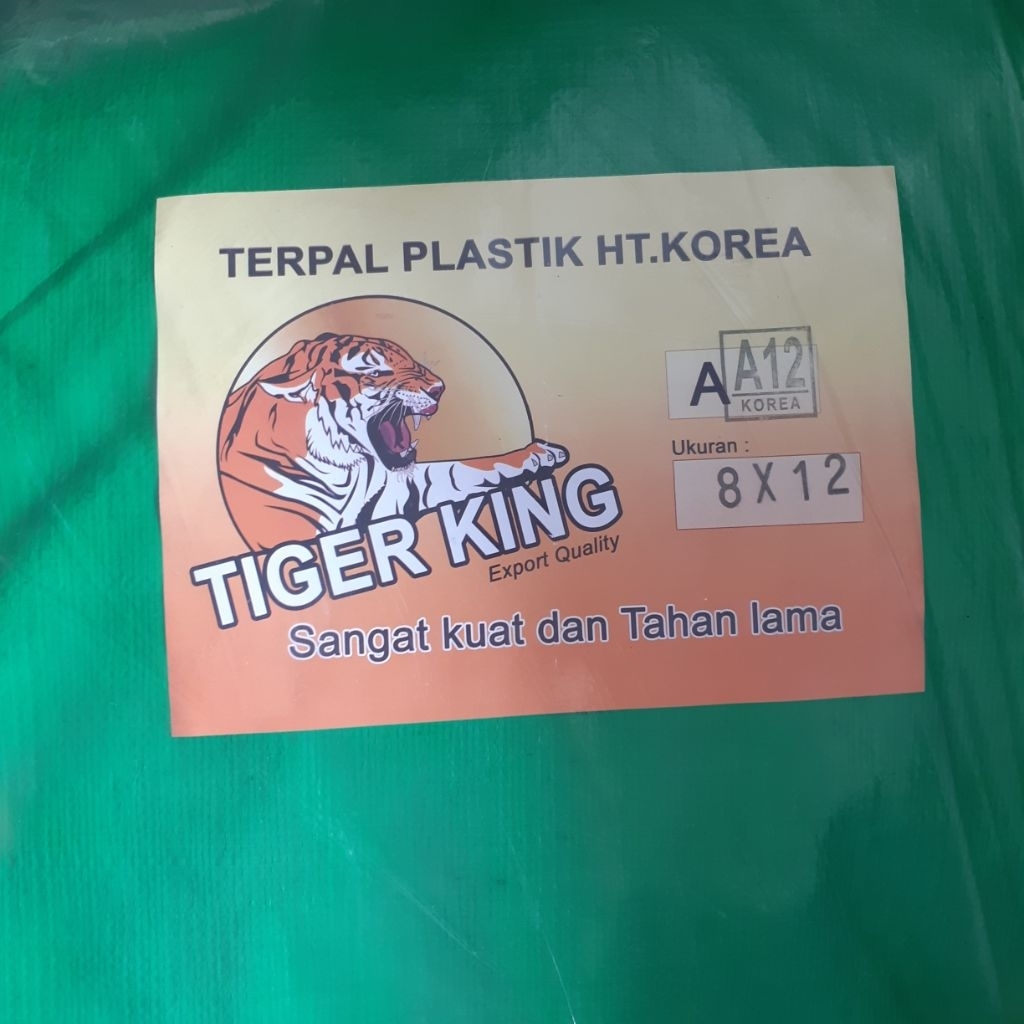 TERPAL PLASTIK HT.KOREA
A
A12
KOREA
Ukuran :
8 X 12
TIGER KING
Export Quality
Sangat kuat dan Tahan lama